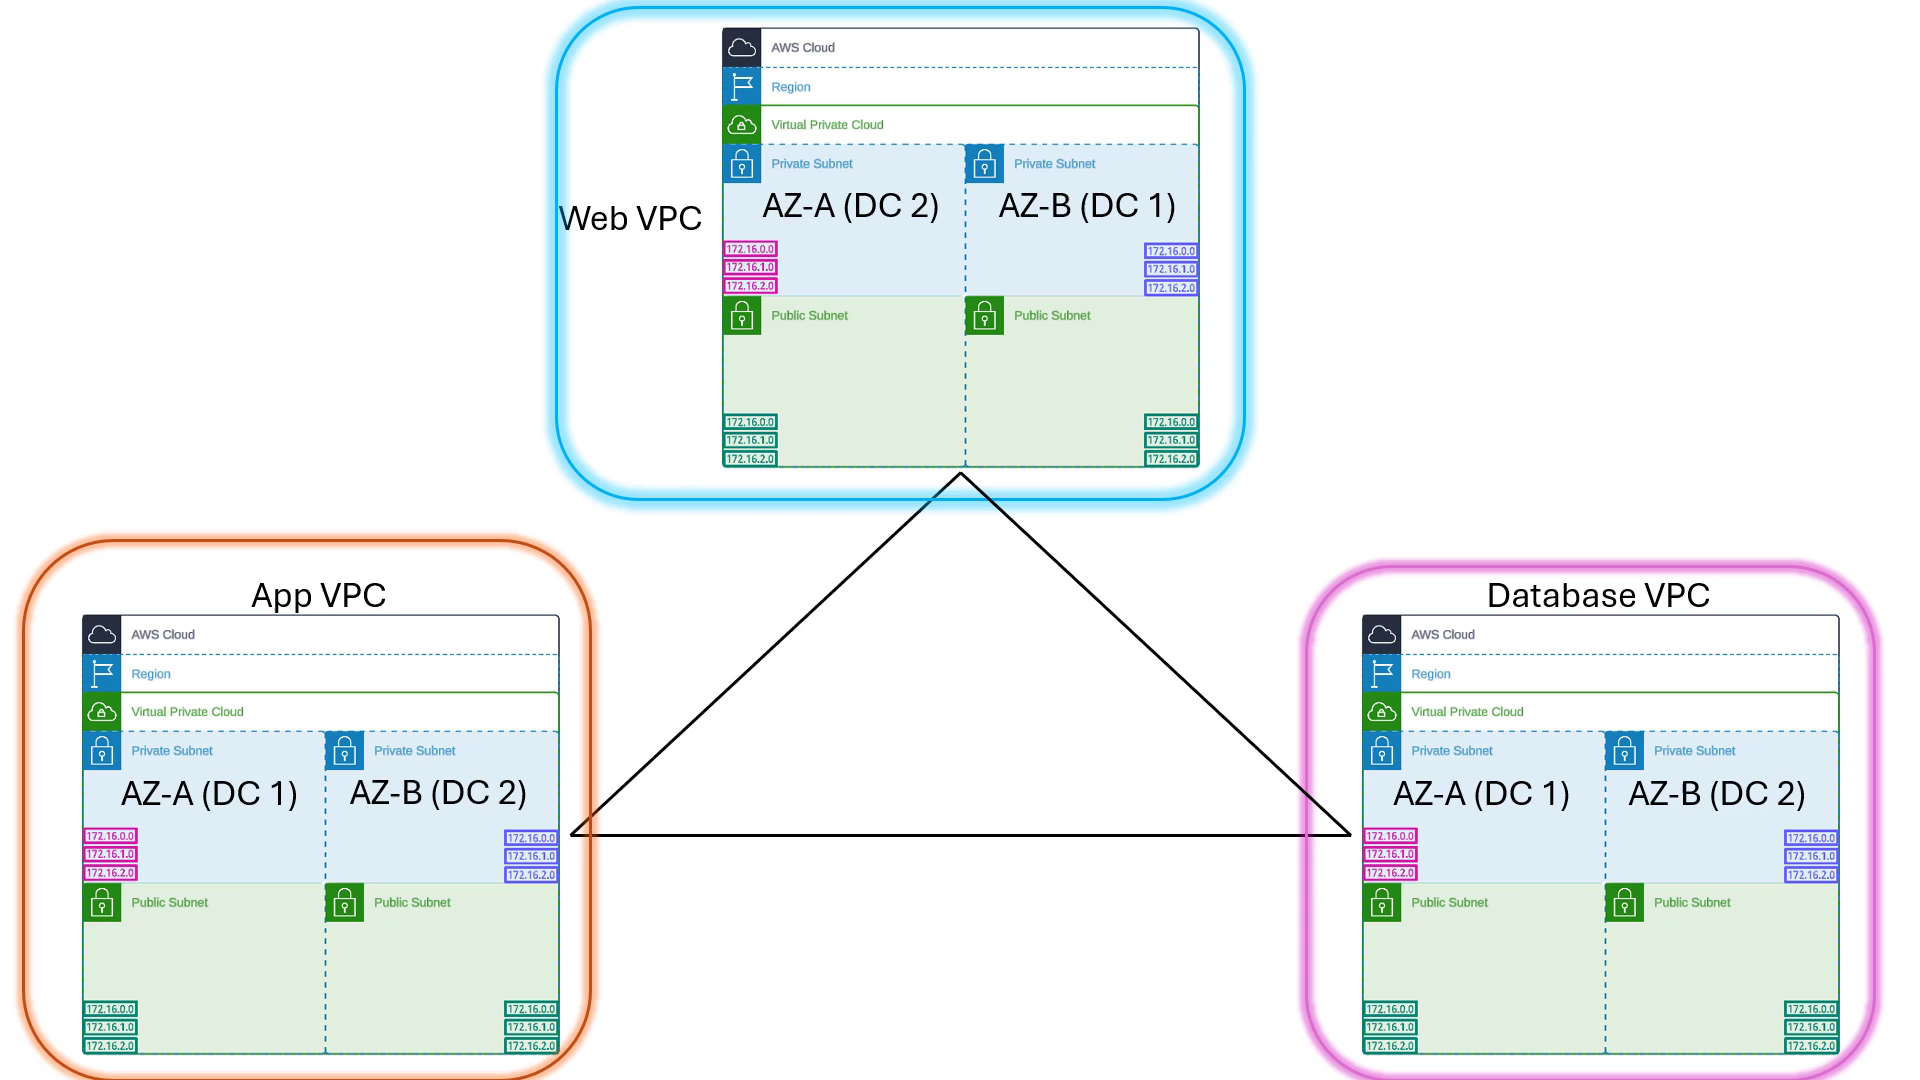 AWS Cloud
Region
Virtual Private Cloud
Private Subnet
Private Subnet
AZ-A (DC 2)
AZ-B (DC 1)
Web VPC
172.16.0.0
172.16.1.0
172.16.2.0
172.16.0.0
172.16.1.0
172.16.2.0
Public Subnet
Public Subnet
172.16.0.0
172.16.1.0
172.16.2.0
172.16.0.0
172.16.1.0
172.16.2.0
App VPC
AWS Cloud
Region
Virtual Private Cloud
Private Subnet
Private Subnet
AZ-A (DC 1)
AZ-B (DC 2)
172.16.0.0
172.16.1.0
172.16.2.0
172.16.0.0
172.16.1.0
172.16.2.0
Public Subnet
Public Subnet
172.16.0.0
172.16.1.0
172.16.2.0
172.16.0.0
172.16.1.0
172.16.2.0
Database VPC
AWS Cloud
Region
Virtual Private Cloud
Private Subnet
Private Subnet
AZ-A (DC 1)
AZ-B (DC 2)
172.16.0.0
172.16.1.0
172.16.2.0
172.16.0.0
172.16.1.0
172.16.2.0
Public Subnet
Public Subnet
172.16.0.0
172.16.1.0
172.16.2.0
172.16.0.0
172.16.1.0
172.16.2.0